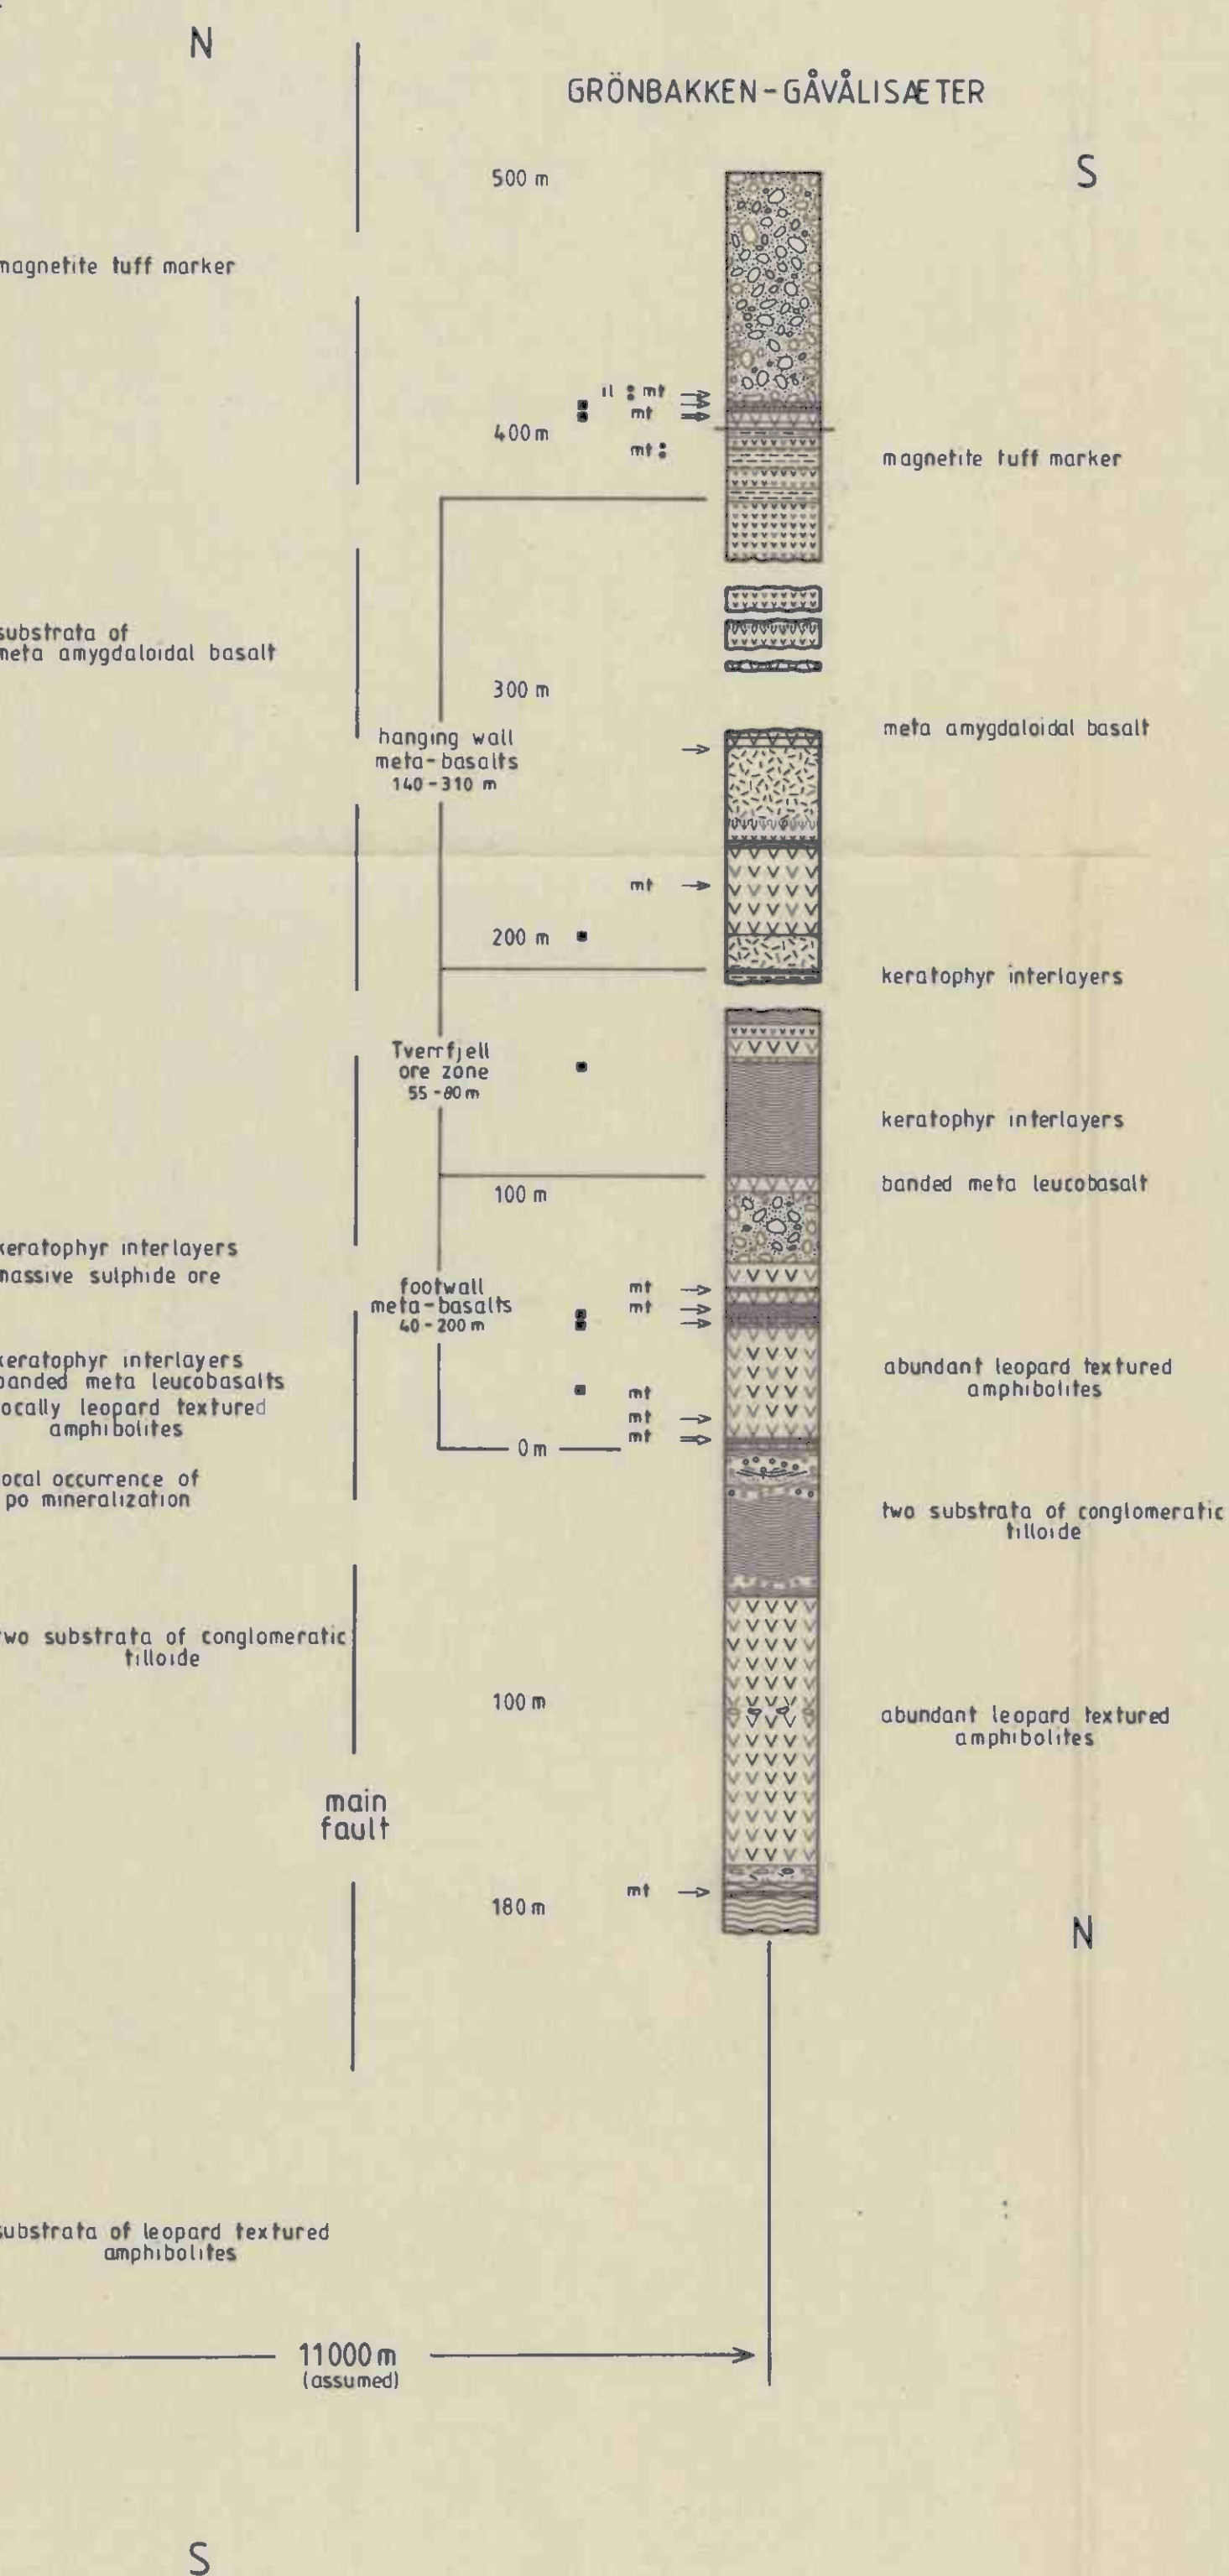 N
GRÖNBAKKEN-GÅVÅLISÆTER
S
500 m
magnetite tuff marker
il : mt
mt
400 m
mt :
magnetite tuff marker
substrata of
meta amygdaloidal basalt
300 m
hanging wall
meta-basalts
140-310 m
meta amygdaloidal basalt
mt
200 m
keratophyr interlayers
Tverrfjell
ore zone
55-80 m
keratophyr interlayers
banded meta leucobasalt
100 m
keratophyr interlayers
massive sulphide ore
footwall
meta-basalts
40-200 m
mt
mt
keratophyr interlayers
banded meta leucobasalts
locally leopard textured
amphibolites
abundant leopard textured
amphibolites
mt
mt
mt
0 m
local occurrence of
po mineralization
two substrata of conglomeratic
tilloide
two substrata of conglomeratic
tilloide
100 m
abundant leopard textured
amphibolites
main
fault
mt
180 m
N
substrata of leopard textured
amphibolites
11000 m
(assumed)
S